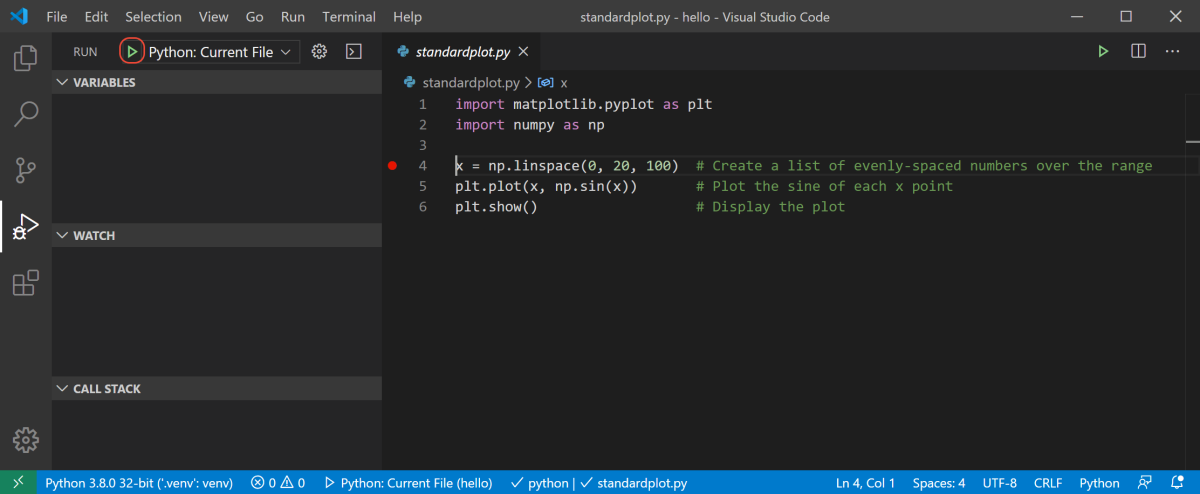 File Edit Selection View Go Run Terminal Help standardplot.py - hello - Visual Studio Code
RUN Python: Current File
standardplot.py
VARIABLES
standardplot.py > x
1 import matplotlib.pyplot as plt
2 import numpy as np
3
4 x = np.linspace(0, 20, 100) # Create a list of evenly-spaced numbers over the range
5 plt.plot(x, np.sin(x)) # Plot the sine of each x point
6 plt.show() # Display the plot
WATCH
CALL STACK
Python 3.8.0 32-bit ('.venv': venv) 0 0 Python: Current File (hello) python | standardplot.py Ln 4, Col 1 Spaces: 4 UTF-8 CRLF Python